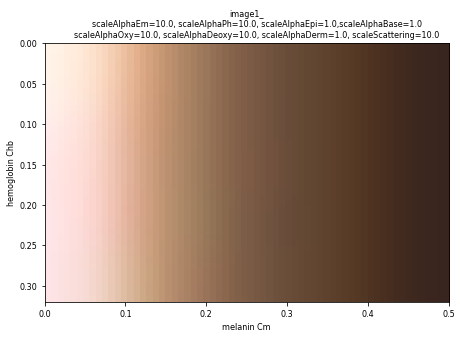 image1_
scaleAlphaEm=10.0, scaleAlphaPh=10.0, scaleAlphaEpi=1.0,scaleAlphaBase=1.0
scaleAlphaOxy=10.0, scaleAlphaDeoxy=10.0, scaleAlphaDerm=1.0, scaleScattering=10.0
0.00
0.05
0.10
0.15
0.20
0.25
0.30
hemoglobin Chb
0.0 0.1 0.2 0.3 0.4 0.5
melanin Cm